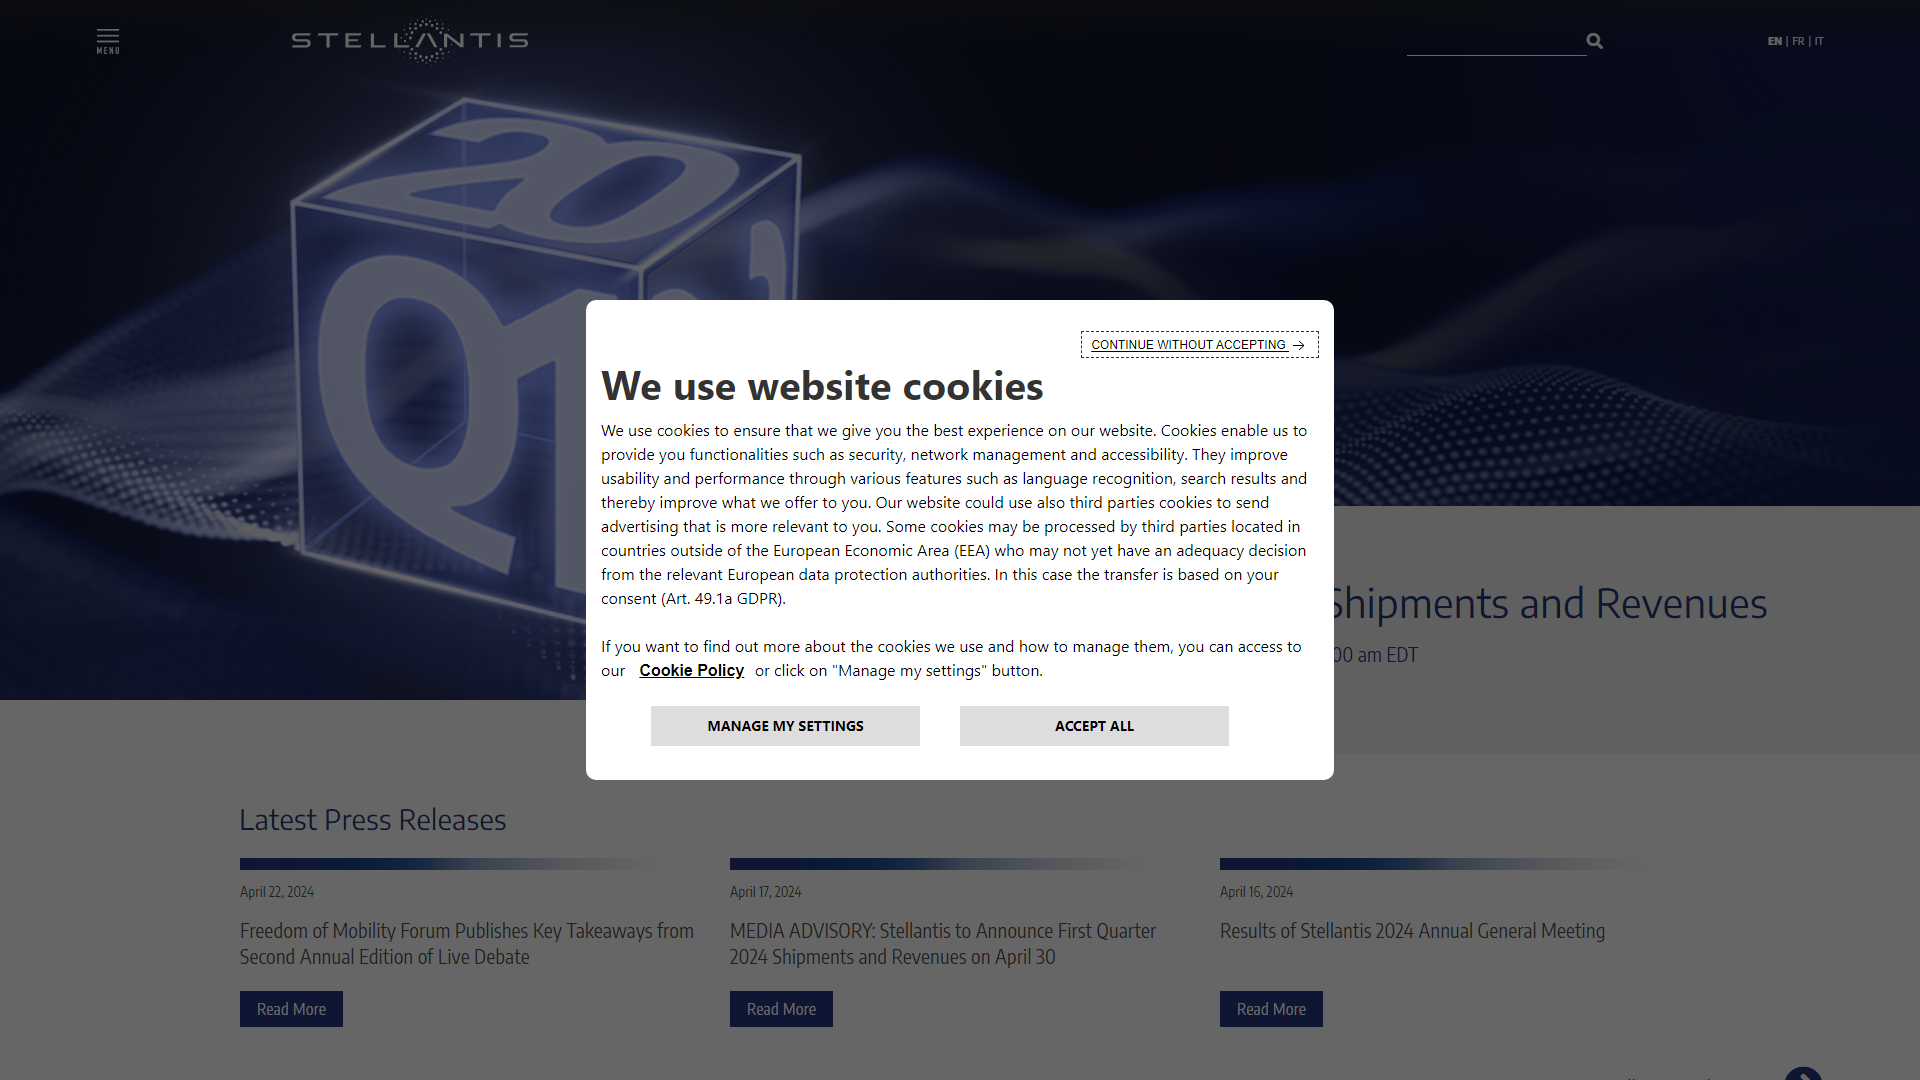 MENU
STELLANTIS
EN | FR | IT
20
Q1
CONTINUE WITHOUT ACCEPTING →
We use website cookies
We use cookies to ensure that we give you the best experience on our website. Cookies enable us to
provide you functionalities such as security, network management and accessibility. They improve
usability and performance through various features such as language recognition, search results and
thereby improve what we offer to you. Our website could use also third parties cookies to send
advertising that is more relevant to you. Some cookies may be processed by third parties located in
countries outside of the European Economic Area (EEA) who may not yet have an adequacy decision
from the relevant European data protection authorities. In this case the transfer is based on your
consent (Art. 49.1a GDPR).
If you want to find out more about the cookies we use and how to manage them, you can access to
our Cookie Policy or click on "Manage my settings" button.
MANAGE MY SETTINGS
ACCEPT ALL
Shipments and Revenues
00 am EDT
Latest Press Releases
April 22, 2024
Freedom of Mobility Forum Publishes Key Takeaways from
Second Annual Edition of Live Debate
Read More
April 17, 2024
MEDIA ADVISORY: Stellantis to Announce First Quarter
2024 Shipments and Revenues on April 30
Read More
April 16, 2024
Results of Stellantis 2024 Annual General Meeting
Read More